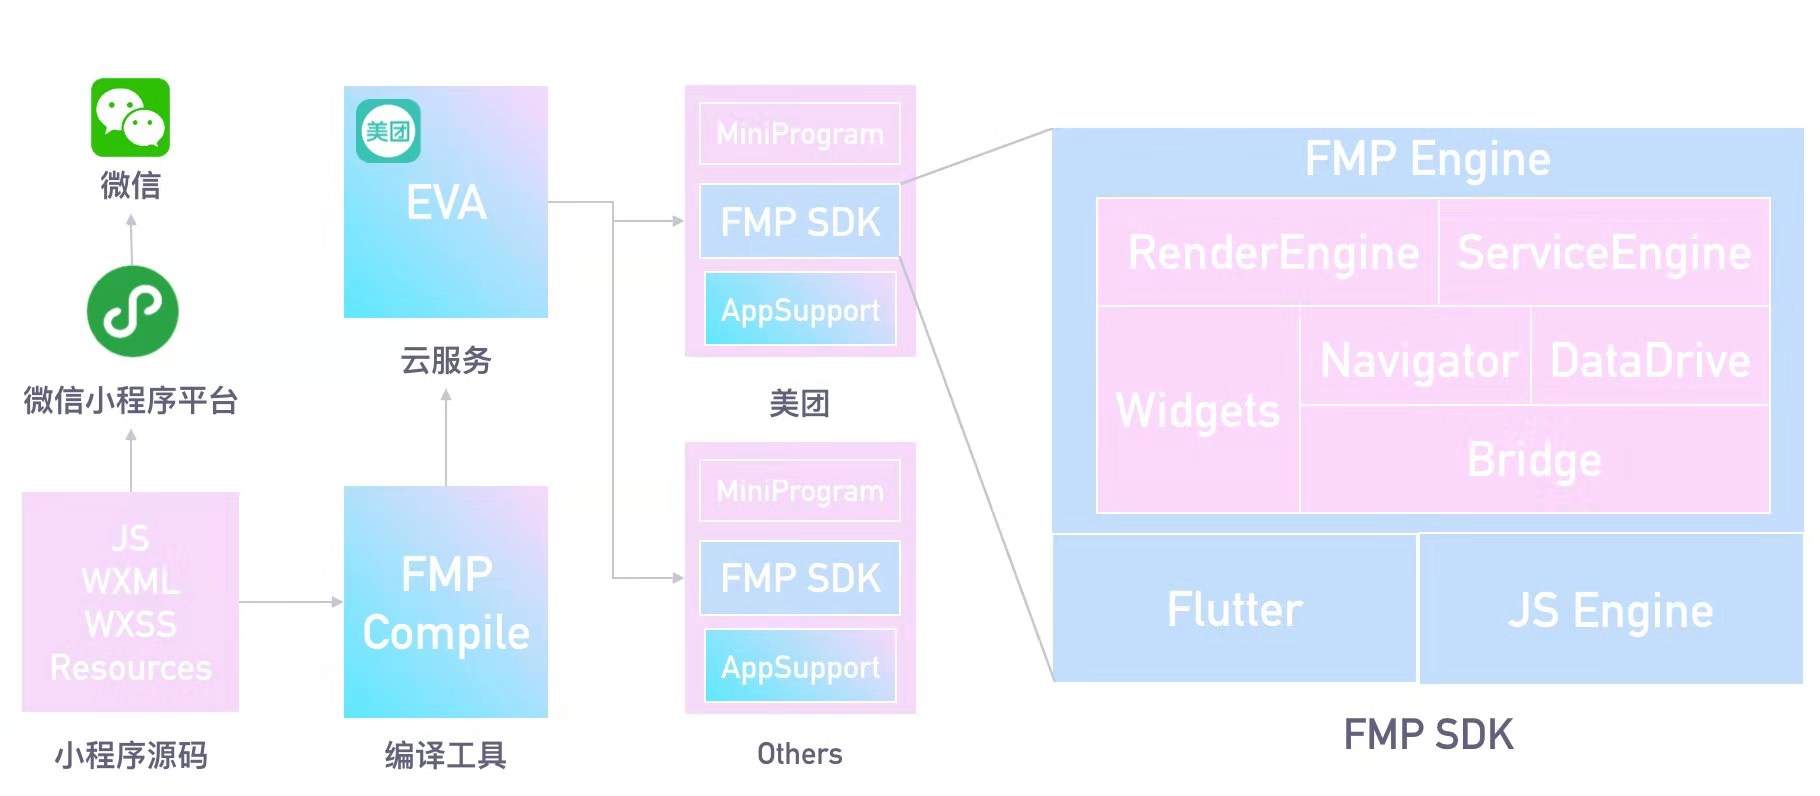 微信
微信小程序平台
JS
WXML
WXSS
Resources
小程序源码
美团
EVA
云服务
FMP
Compile
编译工具
MiniProgram
FMP SDK
AppSupport
美团
MiniProgram
FMP SDK
AppSupport
Others
FMP Engine
RenderEngine
ServiceEngine
Widgets
Navigator
DataDrive
Bridge
Flutter
JS Engine
FMP SDK